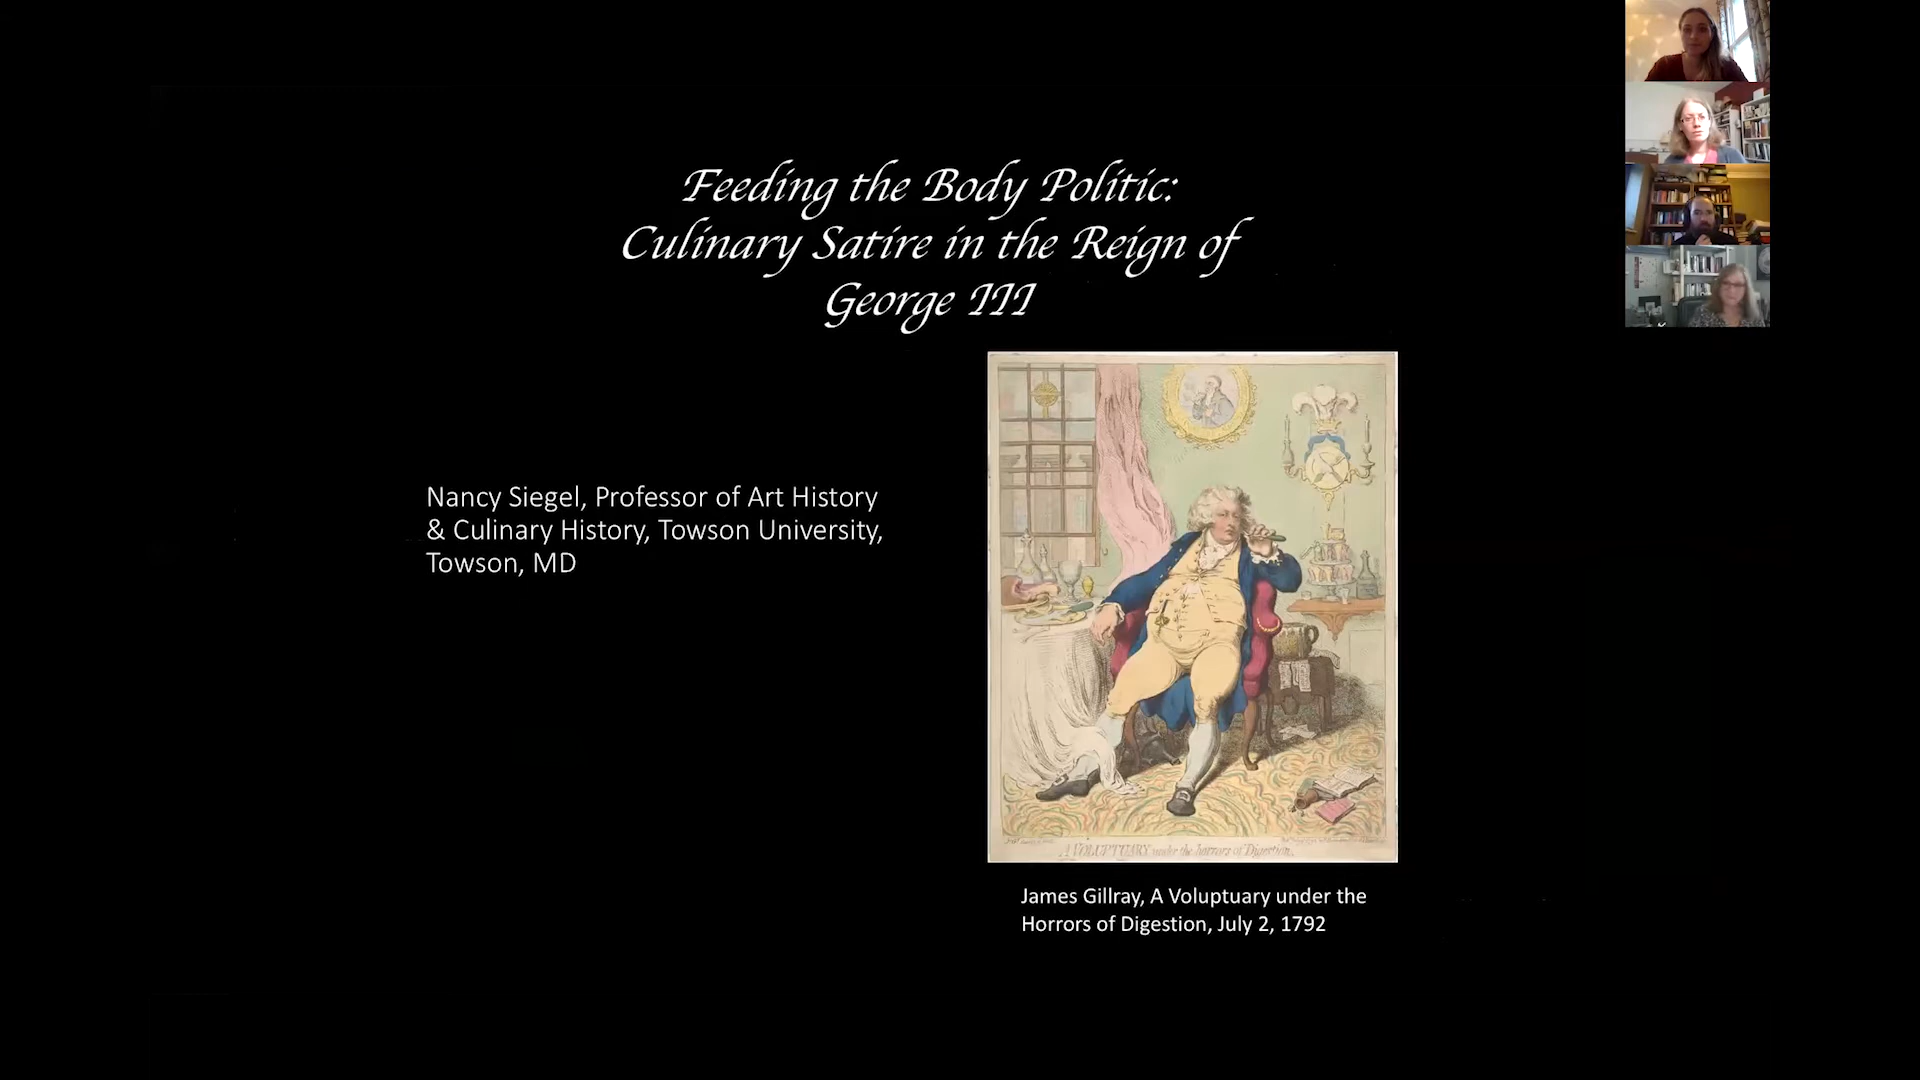 Feeding the Body Politic:
Culinary Satire in the Reign of
George III
Nancy Siegel, Professor of Art History
& Culinary History, Towson University,
Towson, MD
A VOLUPTUARY under the horrors of Digestion.
James Gillray, A Voluptuary under the
Horrors of Digestion, July 2, 1792